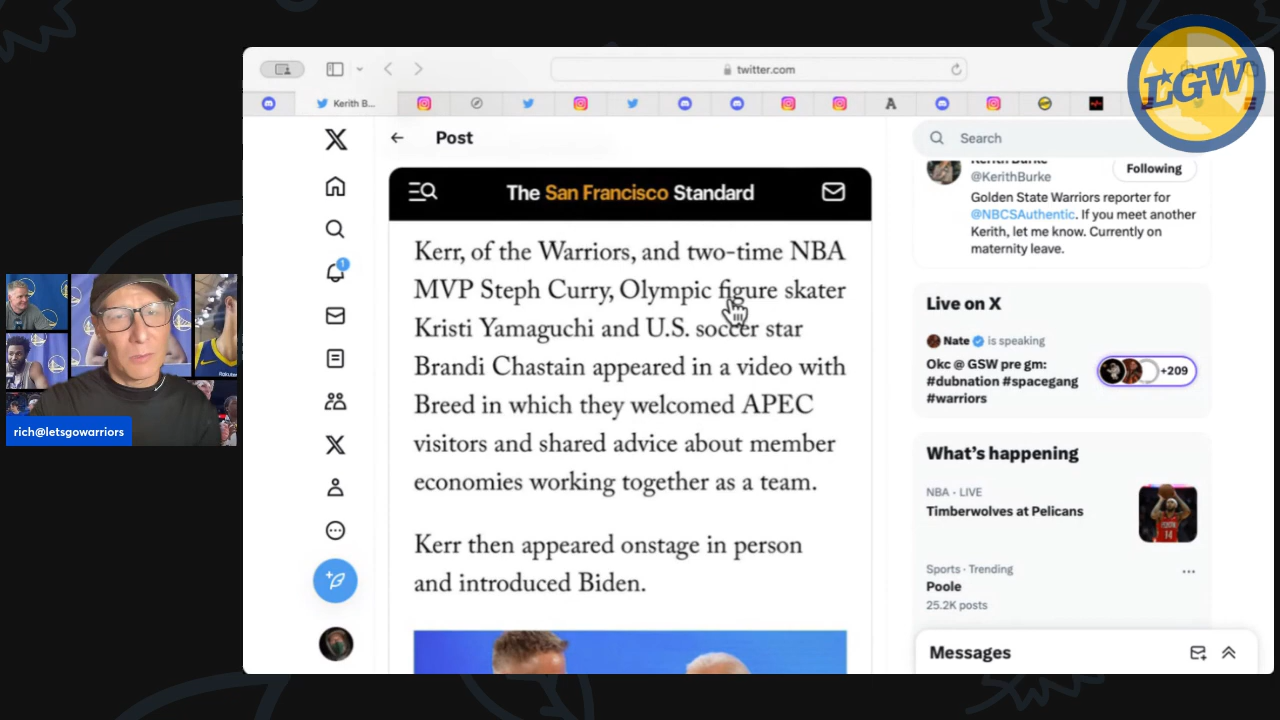 LGW
twitter.com
Kerith B...
Post
Search
The San Francisco Standard
Kerr, of the Warriors, and two-time NBA
MVP Steph Curry, Olympic figure skater
Kristi Yamaguchi and U.S. soccer star
Brandi Chastain appeared in a video with
Breed in which they welcomed APEC
visitors and shared advice about member
economies working together as a team.
Kerr then appeared onstage in person
and introduced Biden.
Kerith Burke
@KerithBurke
Following
Golden State Warriors reporter for
@NBCSAuthentic. If you meet another
Kerith, let me know. Currently on
maternity leave.
Live on X
Nate is speaking
Okc @ GSW pre gm:
#dubnation #spacegang
#warriors
+209
What's happening
NBA · LIVE
Timberwolves at Pelicans
Sports · Trending
Poole
25.2K posts
Messages
1
rich@letsgowarriors